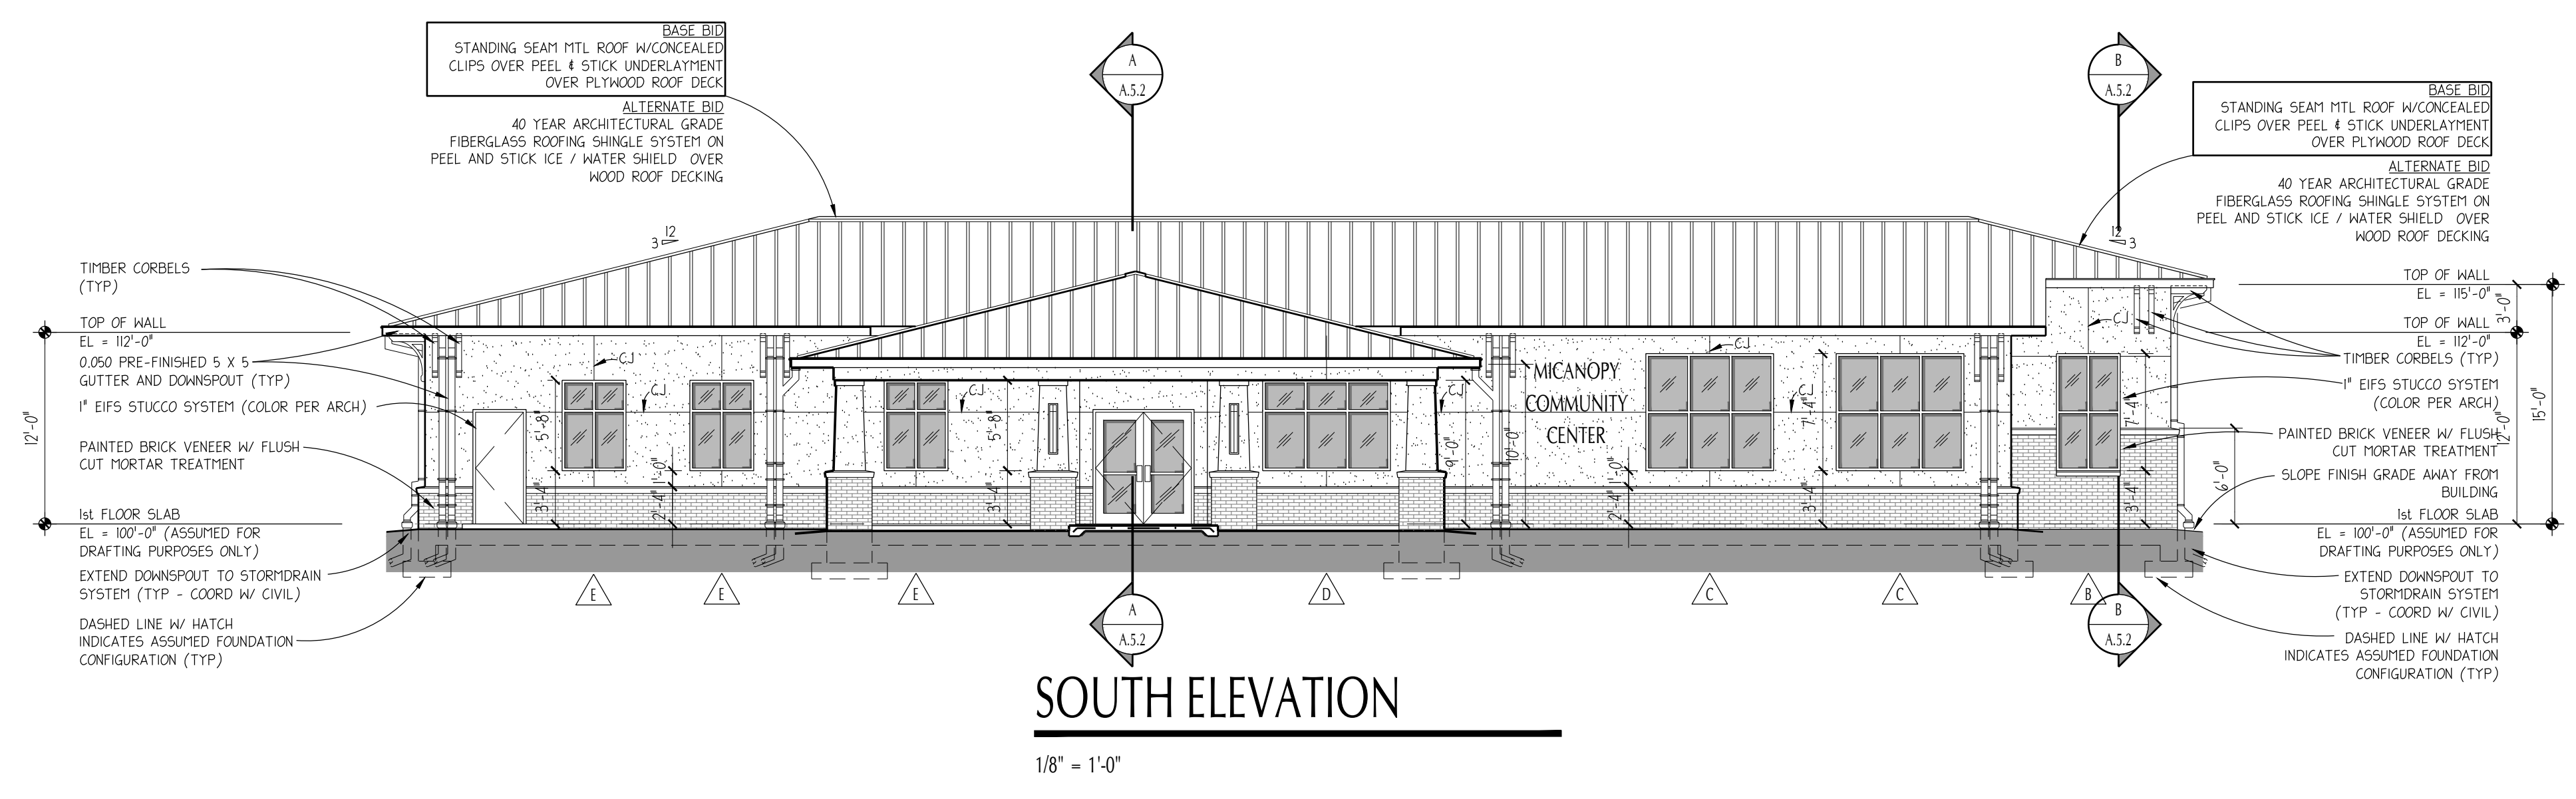 BASE BID
STANDING SEAM MTL ROOF W/CONCEALED
CLIPS OVER PEEL & STICK UNDERLAYMENT
OVER PLYWOOD ROOF DECK
ALTERNATE BID
40 YEAR ARCHITECTURAL GRADE
FIBERGLASS ROOFING SHINGLE SYSTEM ON
PEEL AND STICK ICE / WATER SHIELD OVER
WOOD ROOF DECKING
A
A.5.2
B
A.5.2
BASE BID
STANDING SEAM MTL ROOF W/CONCEALED
CLIPS OVER PEEL & STICK UNDERLAYMENT
OVER PLYWOOD ROOF DECK
ALTERNATE BID
40 YEAR ARCHITECTURAL GRADE
FIBERGLASS ROOFING SHINGLE SYSTEM ON
PEEL AND STICK ICE / WATER SHIELD OVER
WOOD ROOF DECKING
12
3
12
3
TIMBER CORBELS
(TYP)
TOP OF WALL
EL = 112'-0"
0.050 PRE-FINISHED 5 X 5
GUTTER AND DOWNSPOUT (TYP)
1" EIFS STUCCO SYSTEM (COLOR PER ARCH)
12'-0"
PAINTED BRICK VENEER W/ FLUSH
CUT MORTAR TREATMENT
1st FLOOR SLAB
EL = 100'-0" (ASSUMED FOR
DRAFTING PURPOSES ONLY)
EXTEND DOWNSPOUT TO STORMDRAIN
SYSTEM (TYP - COORD W/ CIVIL)
DASHED LINE W/ HATCH
INDICATES ASSUMED FOUNDATION
CONFIGURATION (TYP)
CJ
CJ
CJ
CJ
CJ
CJ
CJ
5'-8"
3'-4"
1'-0"
2'-4"
5'-8"
3'-4"
9'-0"
10'-0"
MICANOPY
COMMUNITY
CENTER
1'-0"
2'-4"
7'-4"
3'-4"
7'-4"
3'-4"
6'-0"
TOP OF WALL
EL = 115'-0"
3'-0"
TOP OF WALL
EL = 112'-0"
TIMBER CORBELS (TYP)
1" EIFS STUCCO SYSTEM
(COLOR PER ARCH)
12'-0"
15'-0"
PAINTED BRICK VENEER W/ FLUSH
CUT MORTAR TREATMENT
SLOPE FINISH GRADE AWAY FROM
BUILDING
1st FLOOR SLAB
EL = 100'-0" (ASSUMED FOR
DRAFTING PURPOSES ONLY)
EXTEND DOWNSPOUT TO
STORMDRAIN SYSTEM
(TYP - COORD W/ CIVIL)
DASHED LINE W/ HATCH
INDICATES ASSUMED FOUNDATION
CONFIGURATION (TYP)
E
E
E
D
C
C
B
A
A.5.2
B
A.5.2
SOUTH ELEVATION
1/8" = 1'-0"